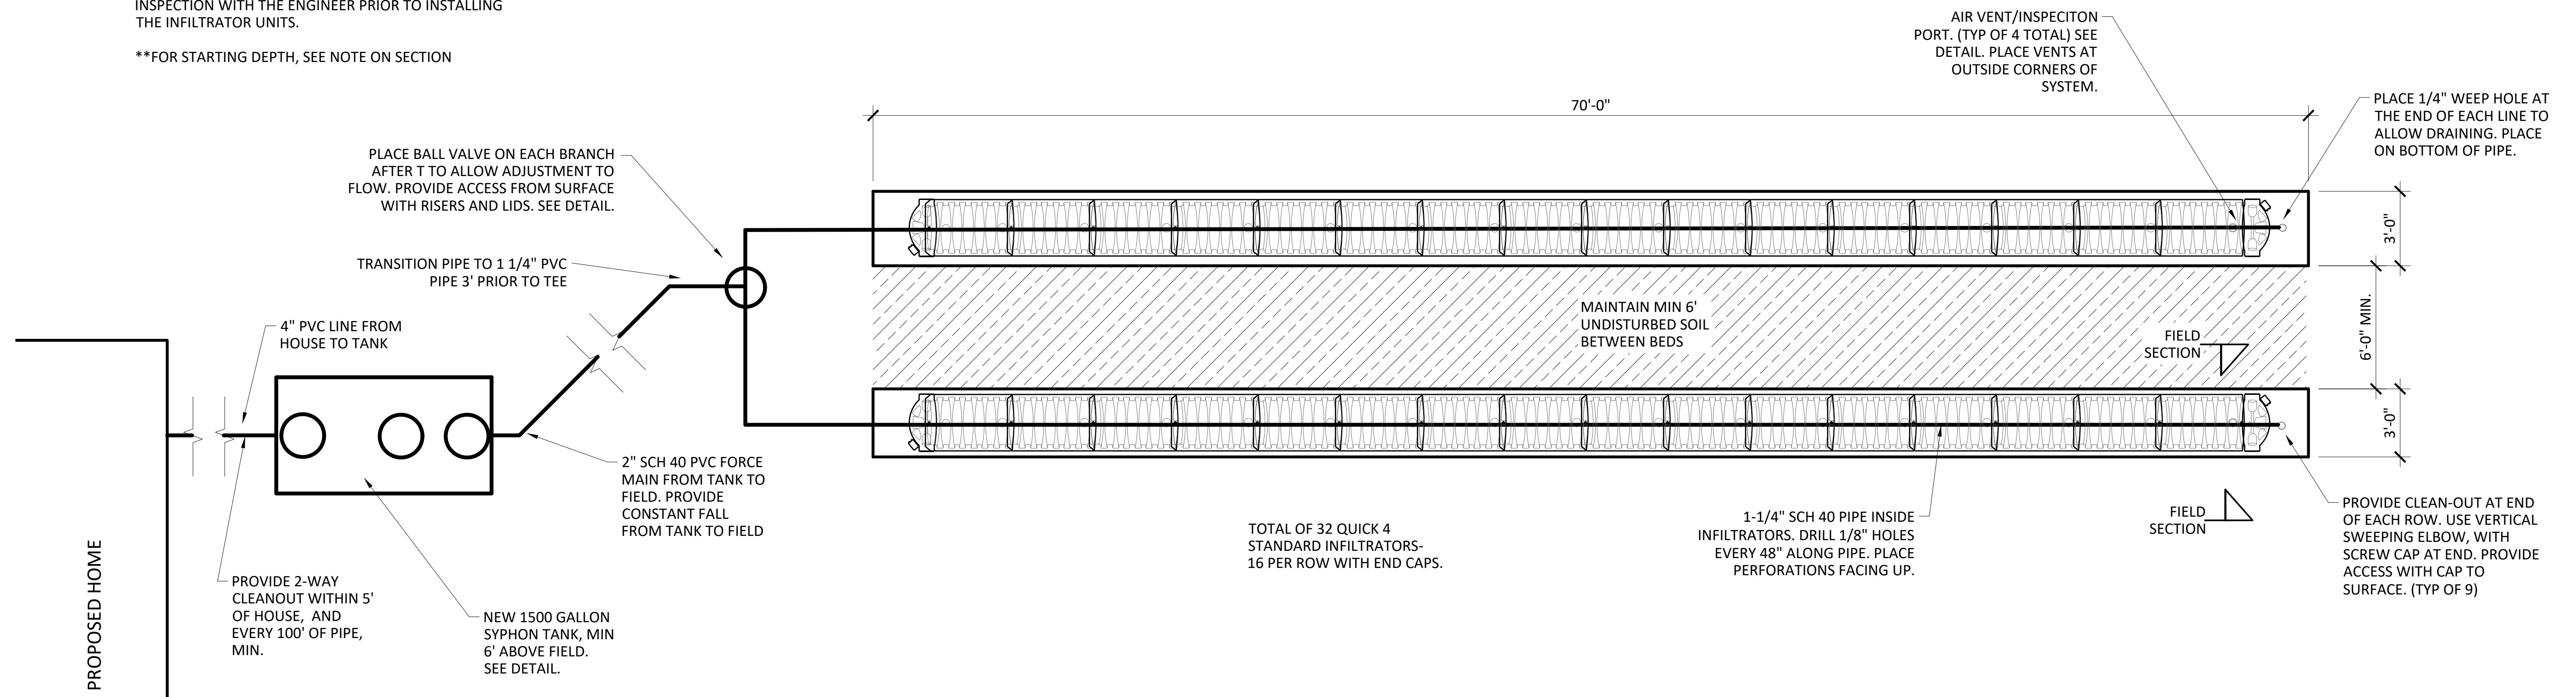 INSPECTION WITH THE ENGINEER PRIOR TO INSTALLING
THE INFILTRATOR UNITS.
**FOR STARTING DEPTH, SEE NOTE ON SECTION
AIR VENT/INSPECITON
PORT. (TYP OF 4 TOTAL) SEE
DETAIL. PLACE VENTS AT
OUTSIDE CORNERS OF
SYSTEM.
70'-0"
PLACE 1/4" WEEP HOLE AT
THE END OF EACH LINE TO
ALLOW DRAINING. PLACE
ON BOTTOM OF PIPE.
PLACE BALL VALVE ON EACH BRANCH
AFTER T TO ALLOW ADJUSTMENT TO
FLOW. PROVIDE ACCESS FROM SURFACE
WITH RISERS AND LIDS. SEE DETAIL.
3'-0"
TRANSITION PIPE TO 1 1/4" PVC
PIPE 3' PRIOR TO TEE
4" PVC LINE FROM
HOUSE TO TANK
MAINTAIN MIN 6'
UNDISTURBED SOIL
BETWEEN BEDS
FIELD
SECTION
6'-0" MIN.
3'-0"
2" SCH 40 PVC FORCE
MAIN FROM TANK TO
FIELD. PROVIDE
CONSTANT FALL
FROM TANK TO FIELD
TOTAL OF 32 QUICK 4
STANDARD INFILTRATORS-
16 PER ROW WITH END CAPS.
1-1/4" SCH 40 PIPE INSIDE
INFILTRATORS. DRILL 1/8" HOLES
EVERY 48" ALONG PIPE. PLACE
PERFORATIONS FACING UP.
FIELD
SECTION
PROVIDE CLEAN-OUT AT END
OF EACH ROW. USE VERTICAL
SWEEPING ELBOW, WITH
SCREW CAP AT END. PROVIDE
ACCESS WITH CAP TO
SURFACE. (TYP OF 9)
PROPOSED HOME
PROVIDE 2-WAY
CLEANOUT WITHIN 5'
OF HOUSE, AND
EVERY 100' OF PIPE,
MIN.
NEW 1500 GALLON
SYPHON TANK, MIN
6' ABOVE FIELD.
SEE DETAIL.